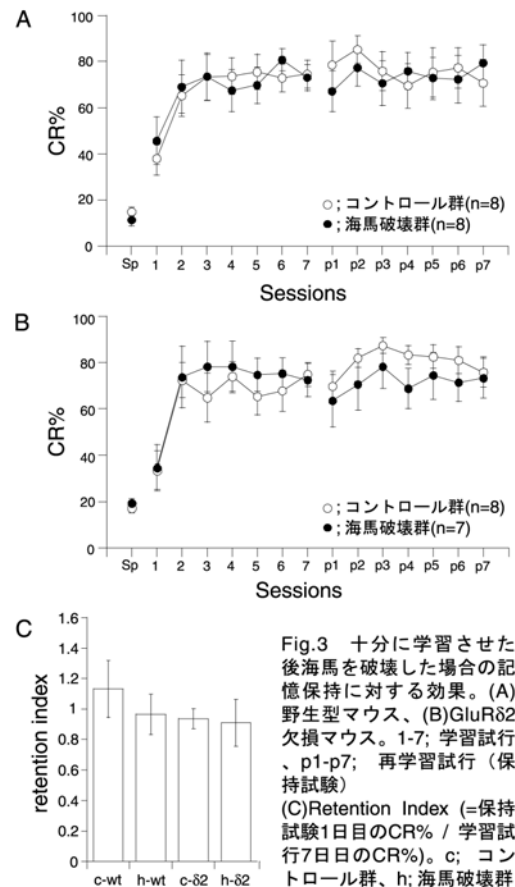 A
100
80
60
40
20
0
CR%
Sp 1 2 3 4 5 6 7 p1 p2 p3 p4 p5 p6 p7
Sessions
○; コントロール群(n=8)
●; 海馬破壊群(n=8)
B
100
80
60
40
20
0
CR%
Sp 1 2 3 4 5 6 7 p1 p2 p3 p4 p5 p6 p7
Sessions
○; コントロール群(n=8)
●; 海馬破壊群(n=7)
C
1.6
1.4
1.2
1
0.8
0.6
0.4
0.2
0
retention index
c-wt h-wt c-δ2 h-δ2
Fig.3 十分に学習させた
後海馬を破壊した場合の記
憶保持に対する効果。(A)
野生型マウス、(B)GluRδ2
欠損マウス。1-7; 学習試行
、p1-p7; 再学習試行（保
持試験）
(C)Retention Index (=保持
試験1日目のCR% / 学習試
行7日目のCR%)。c; コン
トロール群、h; 海馬破壊群